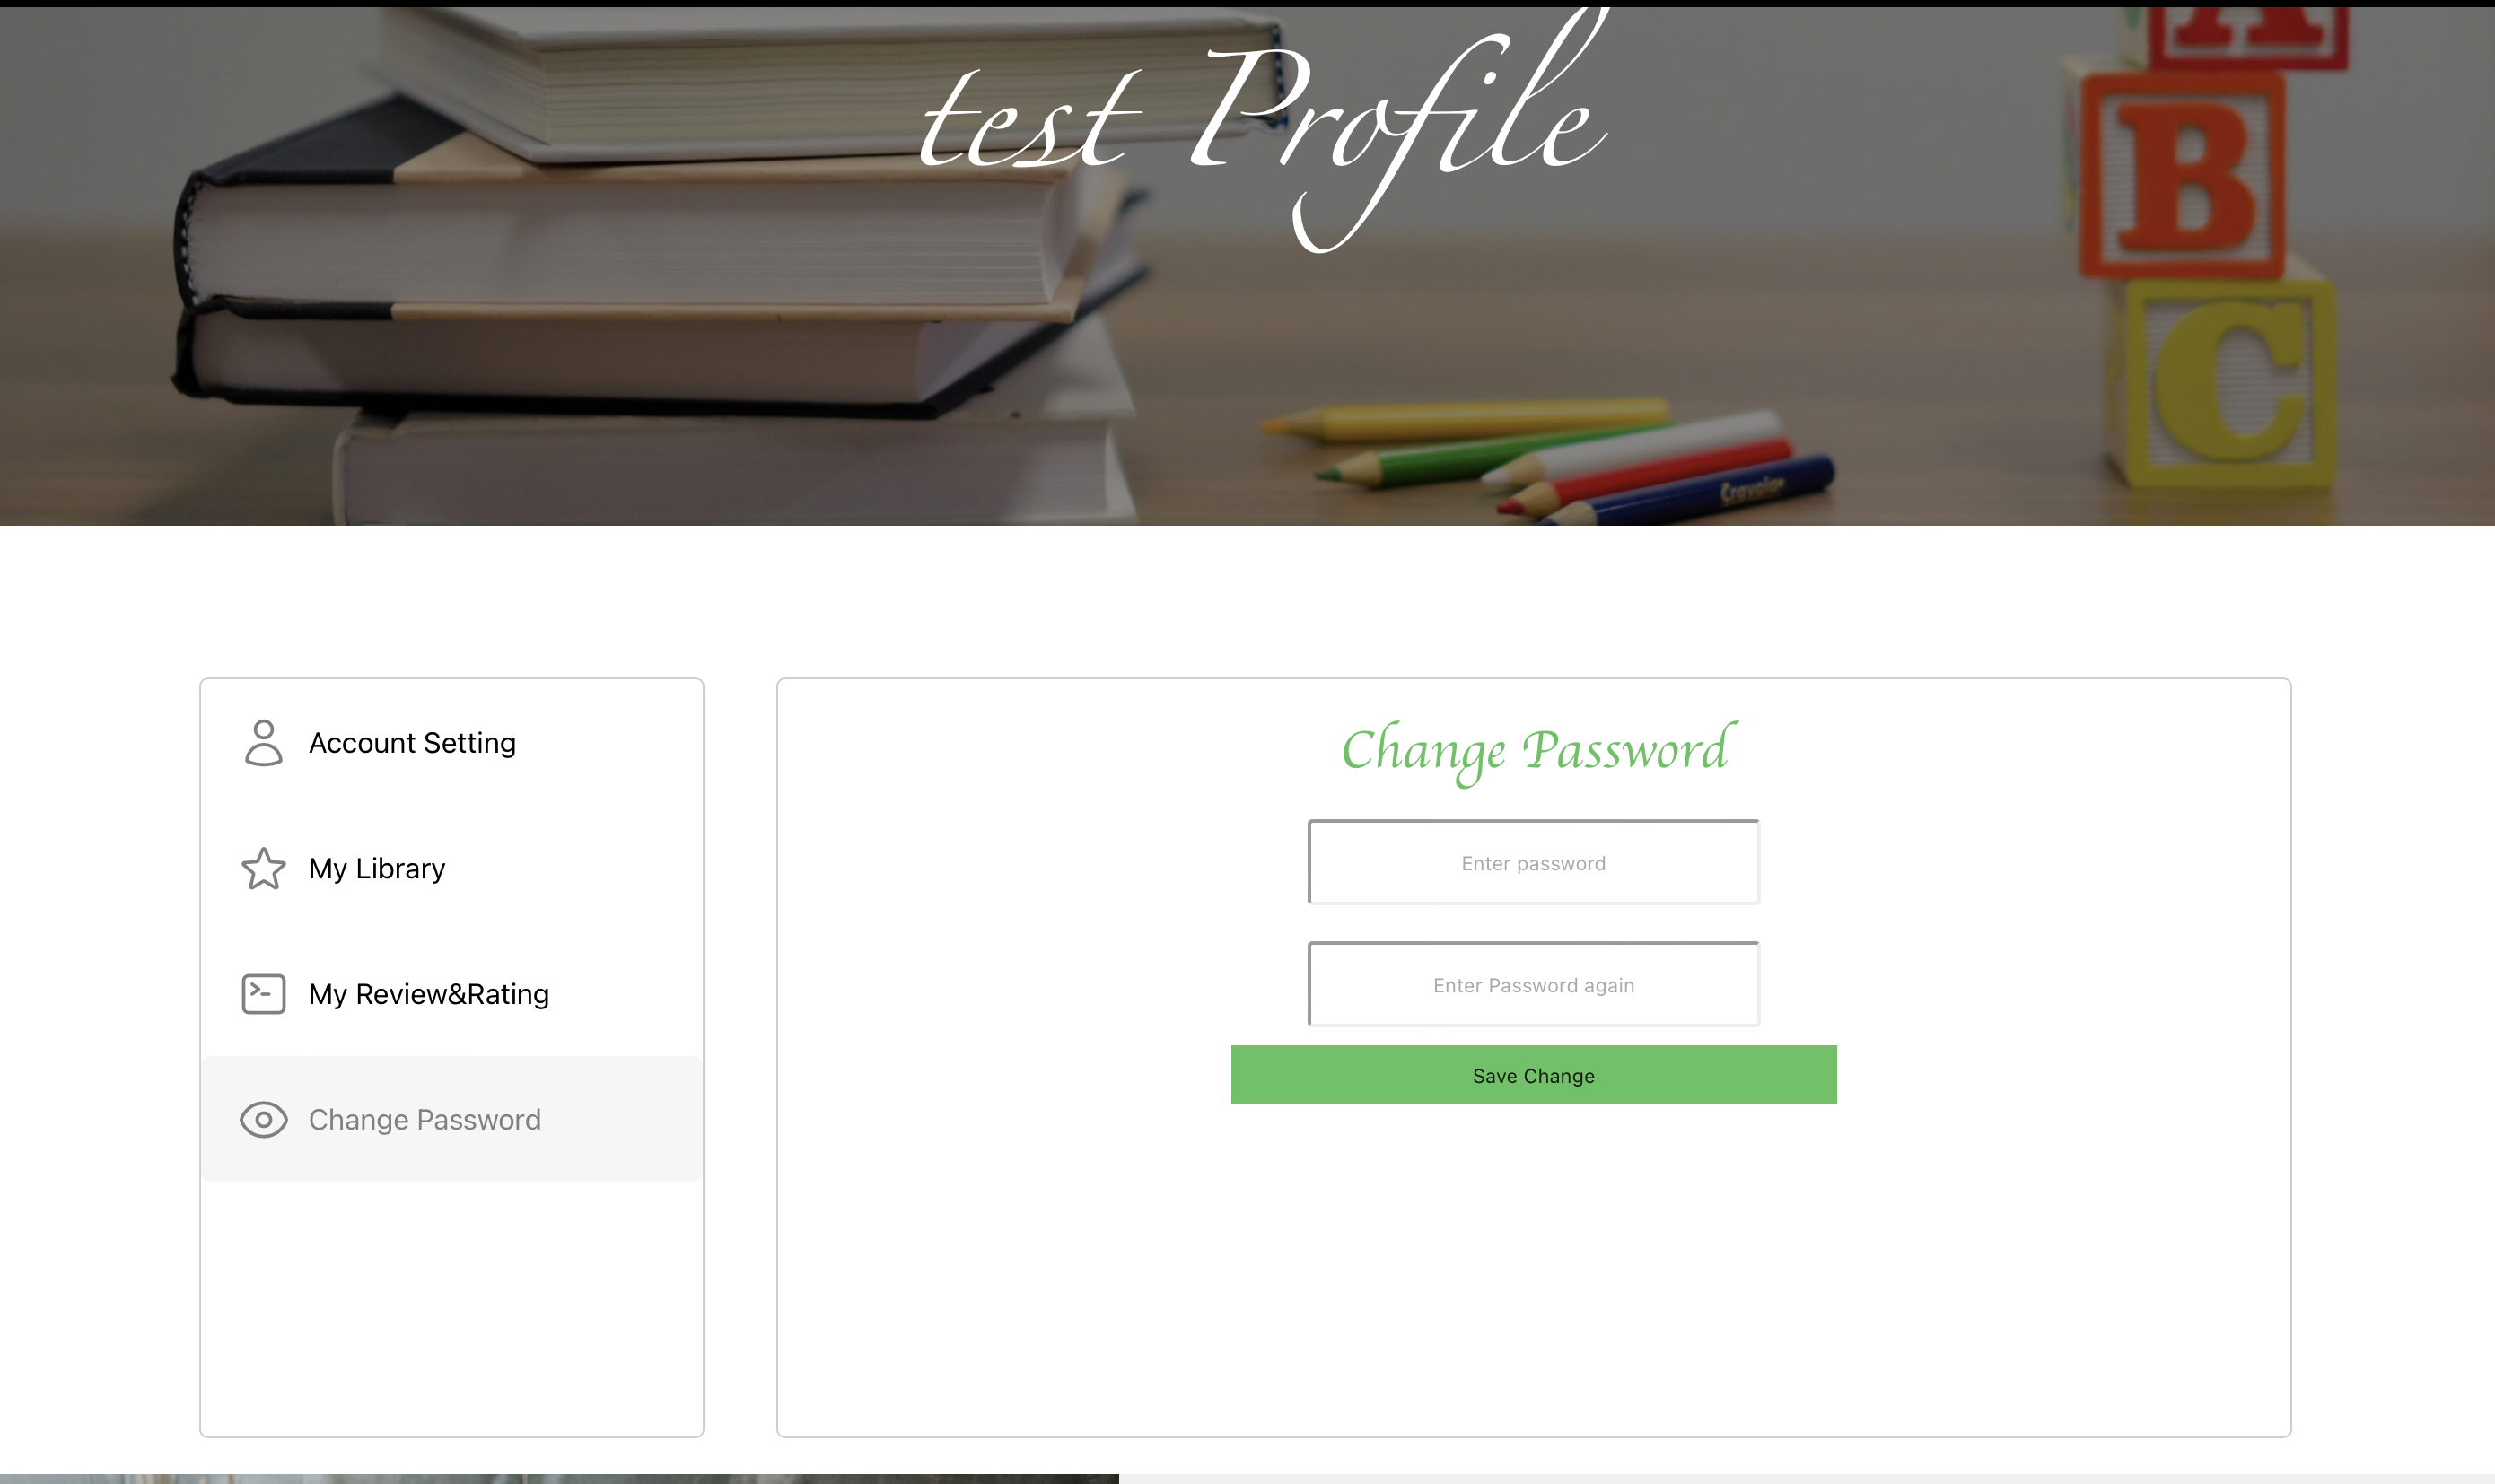 test Profile
A
B
C
Crayola
Account Setting
My Library
My Review&Rating
Change Password
Change Password
Enter password
Enter Password again
Save Change